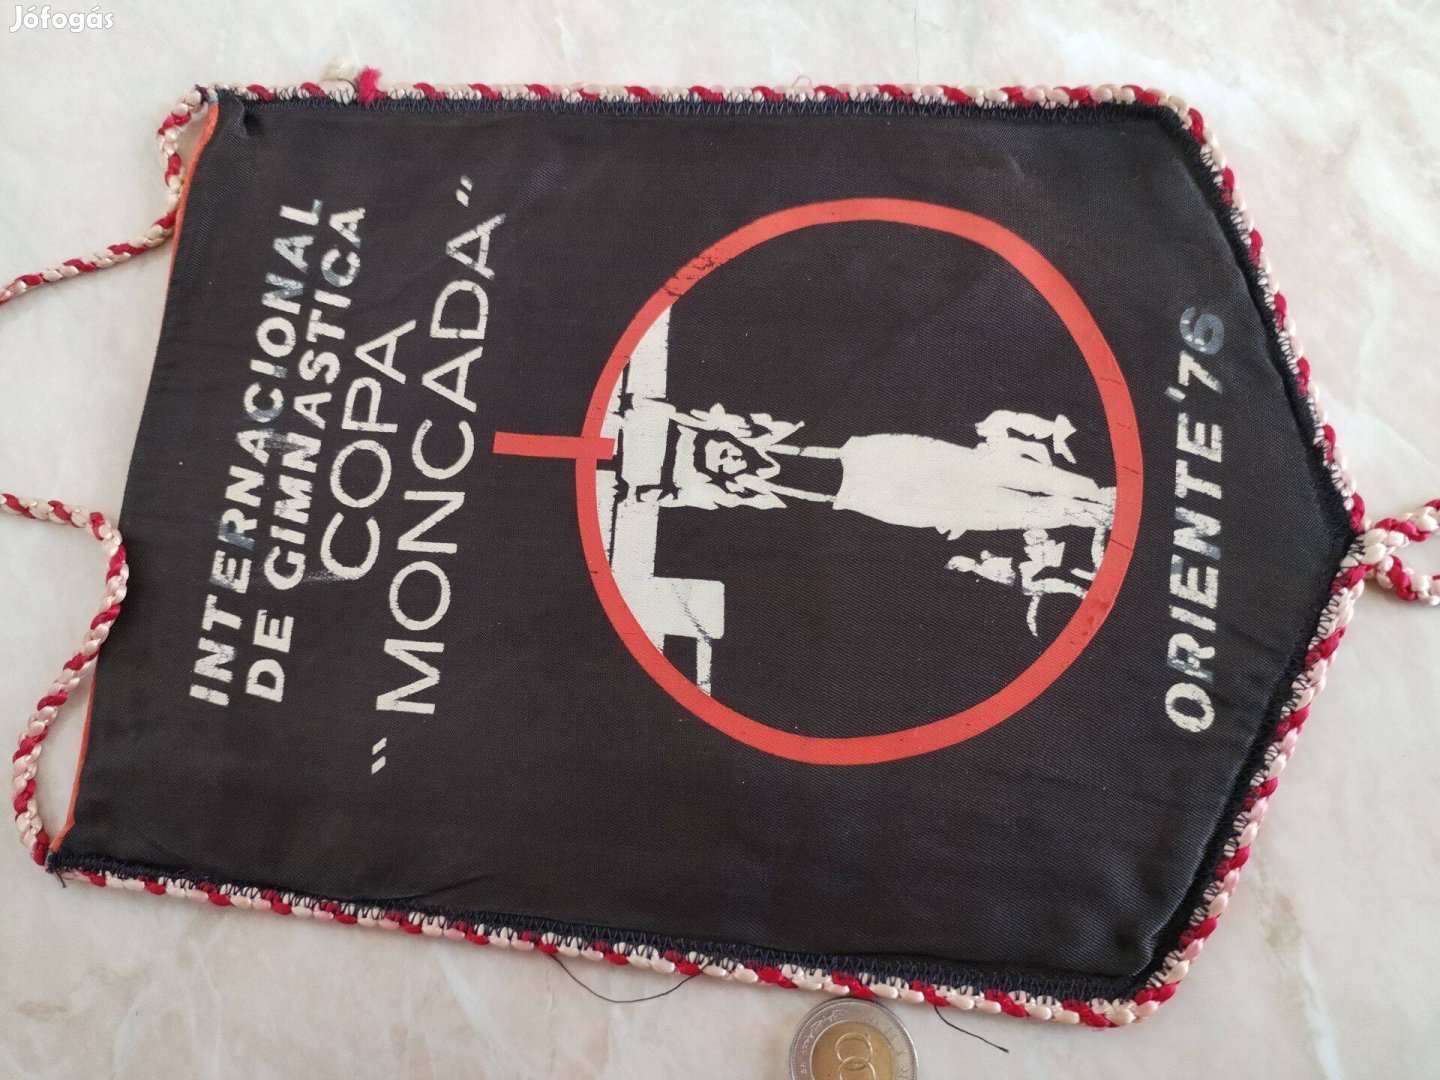 Jófogás
INTERNACIONAL
DE GIMNASTICA
COPA
"MONCADA"
ORIENTE '76